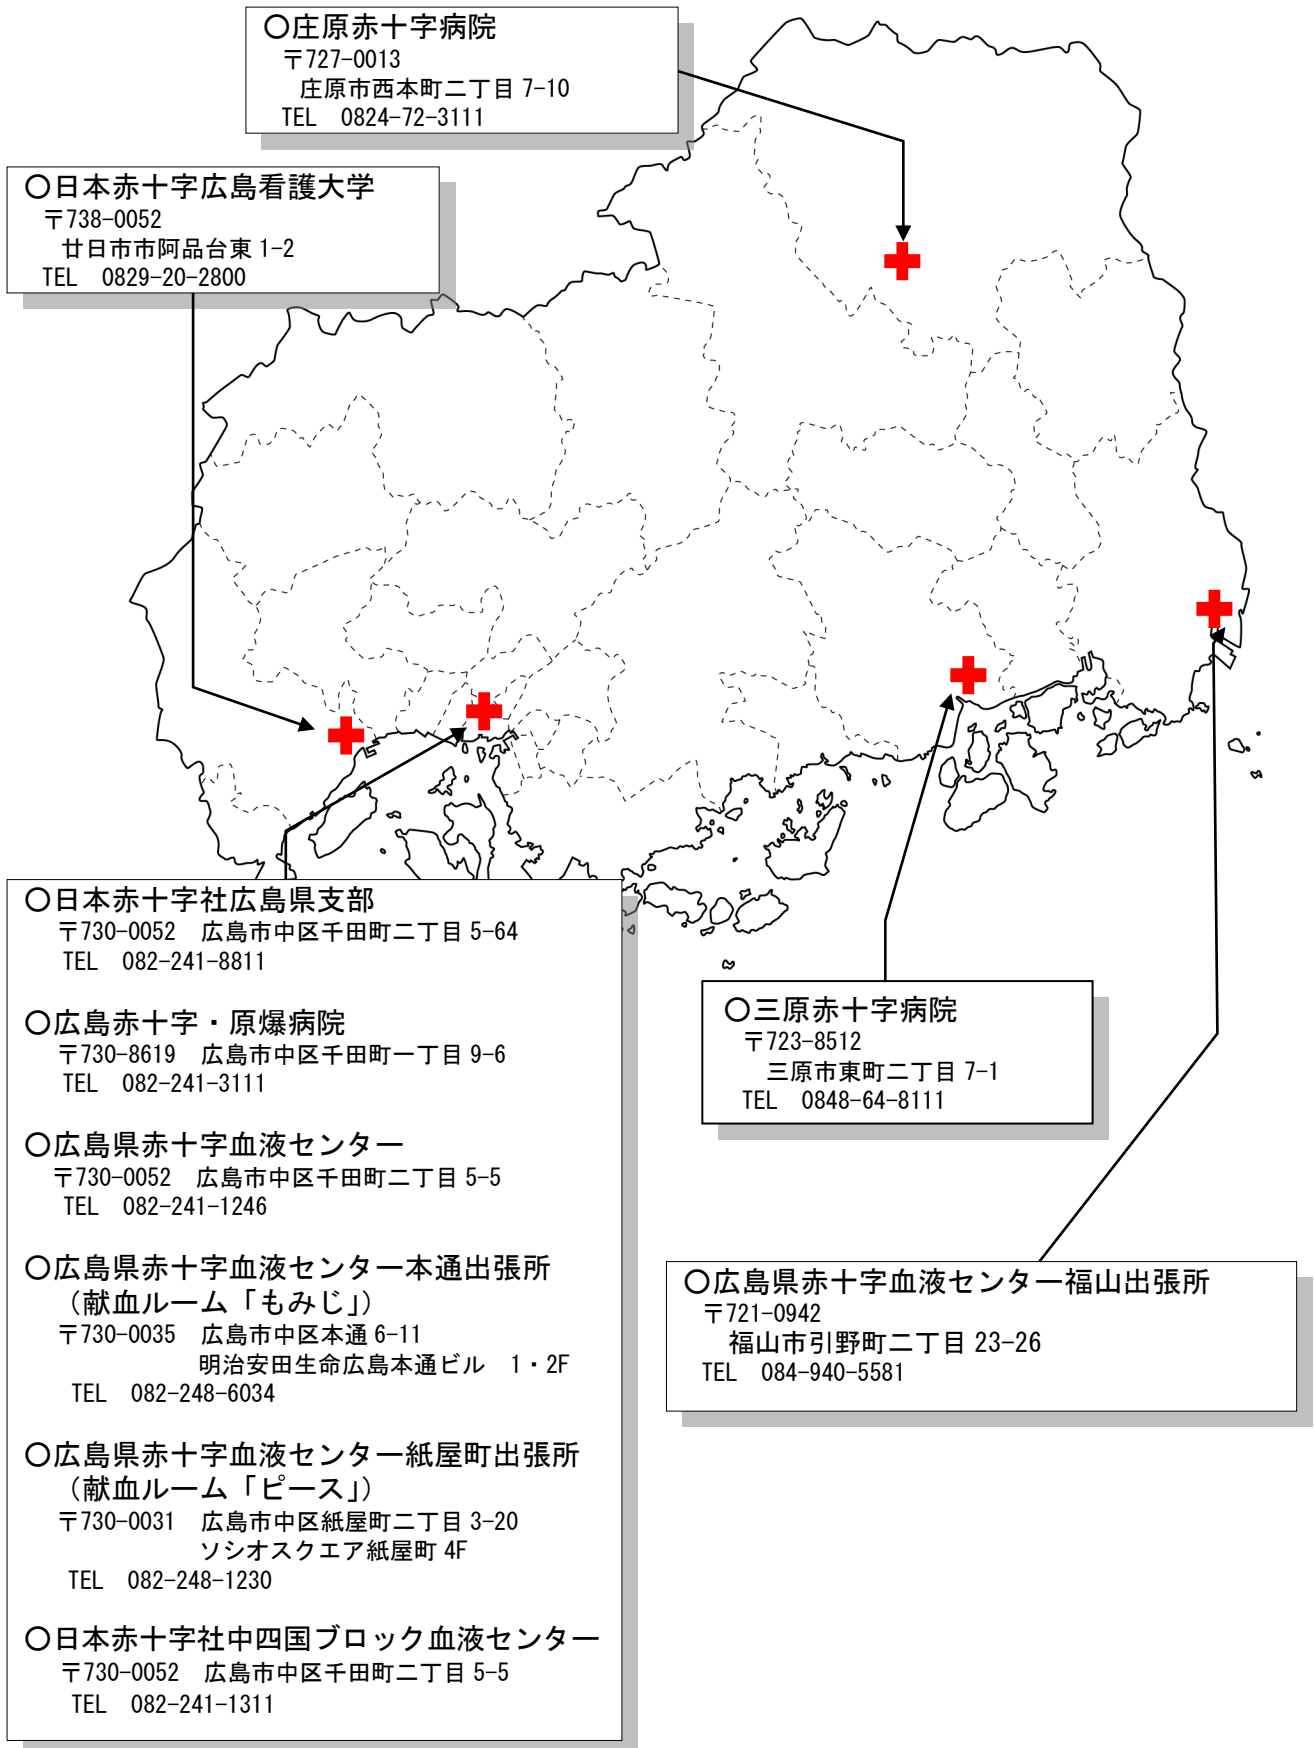 〇庄原赤十字病院
〒727-0013
庄原市西本町二丁目 7-10
TEL 0824-72-3111
〇日本赤十字広島看護大学
〒738-0052
廿日市市阿品台東 1-2
TEL 0829-20-2800
〇日本赤十字社広島県支部
〒730-0052 広島市中区千田町二丁目 5-64
TEL 082-241-8811
〇広島赤十字・原爆病院
〒730-8619 広島市中区千田町一丁目 9-6
TEL 082-241-3111
〇広島県赤十字血液センター
〒730-0052 広島市中区千田町二丁目 5-5
TEL 082-241-1246
〇広島県赤十字血液センター本通出張所
（献血ルーム「もみじ」）
〒730-0035 広島市中区本通 6-11
明治安田生命広島本通ビル 1・2F
TEL 082-248-6034
〇広島県赤十字血液センター紙屋町出張所
（献血ルーム「ピース」）
〒730-0031 広島市中区紙屋町二丁目 3-20
ソシオスクエア紙屋町 4F
TEL 082-248-1230
〇日本赤十字社中四国ブロック血液センター
〒730-0052 広島市中区千田町二丁目 5-5
TEL 082-241-1311
〇三原赤十字病院
〒723-8512
三原市東町二丁目 7-1
TEL 0848-64-8111
〇広島県赤十字血液センター福山出張所
〒721-0942
福山市引野町二丁目 23-26
TEL 084-940-5581